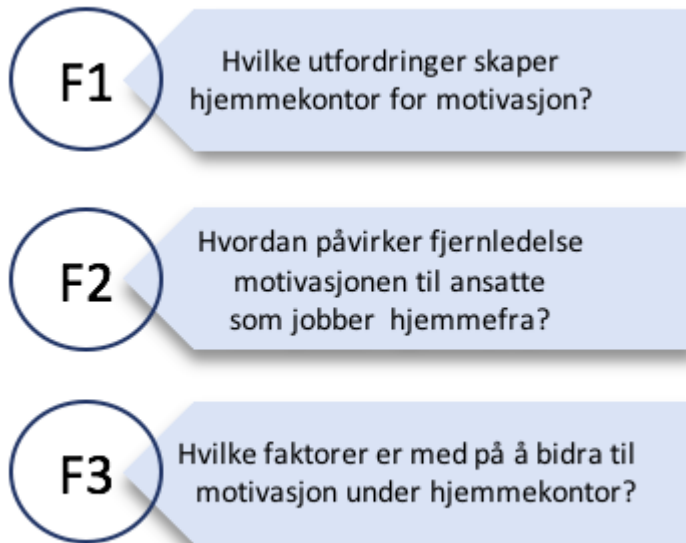 F1
Hvilke utfordringer skaper
hjemmekontor for motivasjon?
F2
Hvordan påvirker fjernledelse
motivasjonen til ansatte
som jobber hjemmefra?
F3
Hvilke faktorer er med på å bidra til
motivasjon under hjemmekontor?